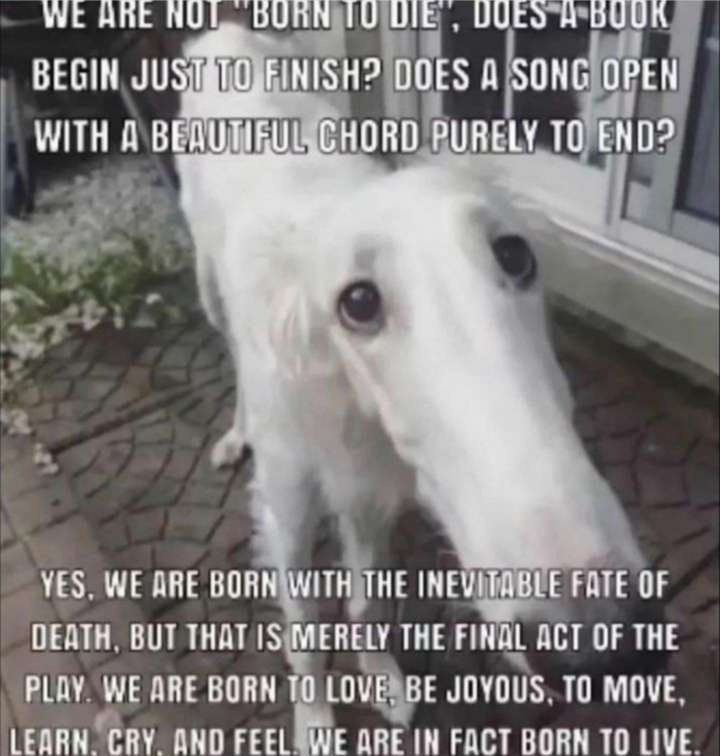 WE ARE NOT "BORN TO DIE", DOES A BOOK
BEGIN JUST TO FINISH? DOES A SONG OPEN
WITH A BEAUTIFUL CHORD PURELY TO END?
YES, WE ARE BORN WITH THE INEVITABLE FATE OF
DEATH, BUT THAT IS MERELY THE FINAL ACT OF THE
PLAY. WE ARE BORN TO LOVE, BE JOYOUS, TO MOVE,
LEARN, CRY, AND FEEL. WE ARE IN FACT BORN TO LIVE.